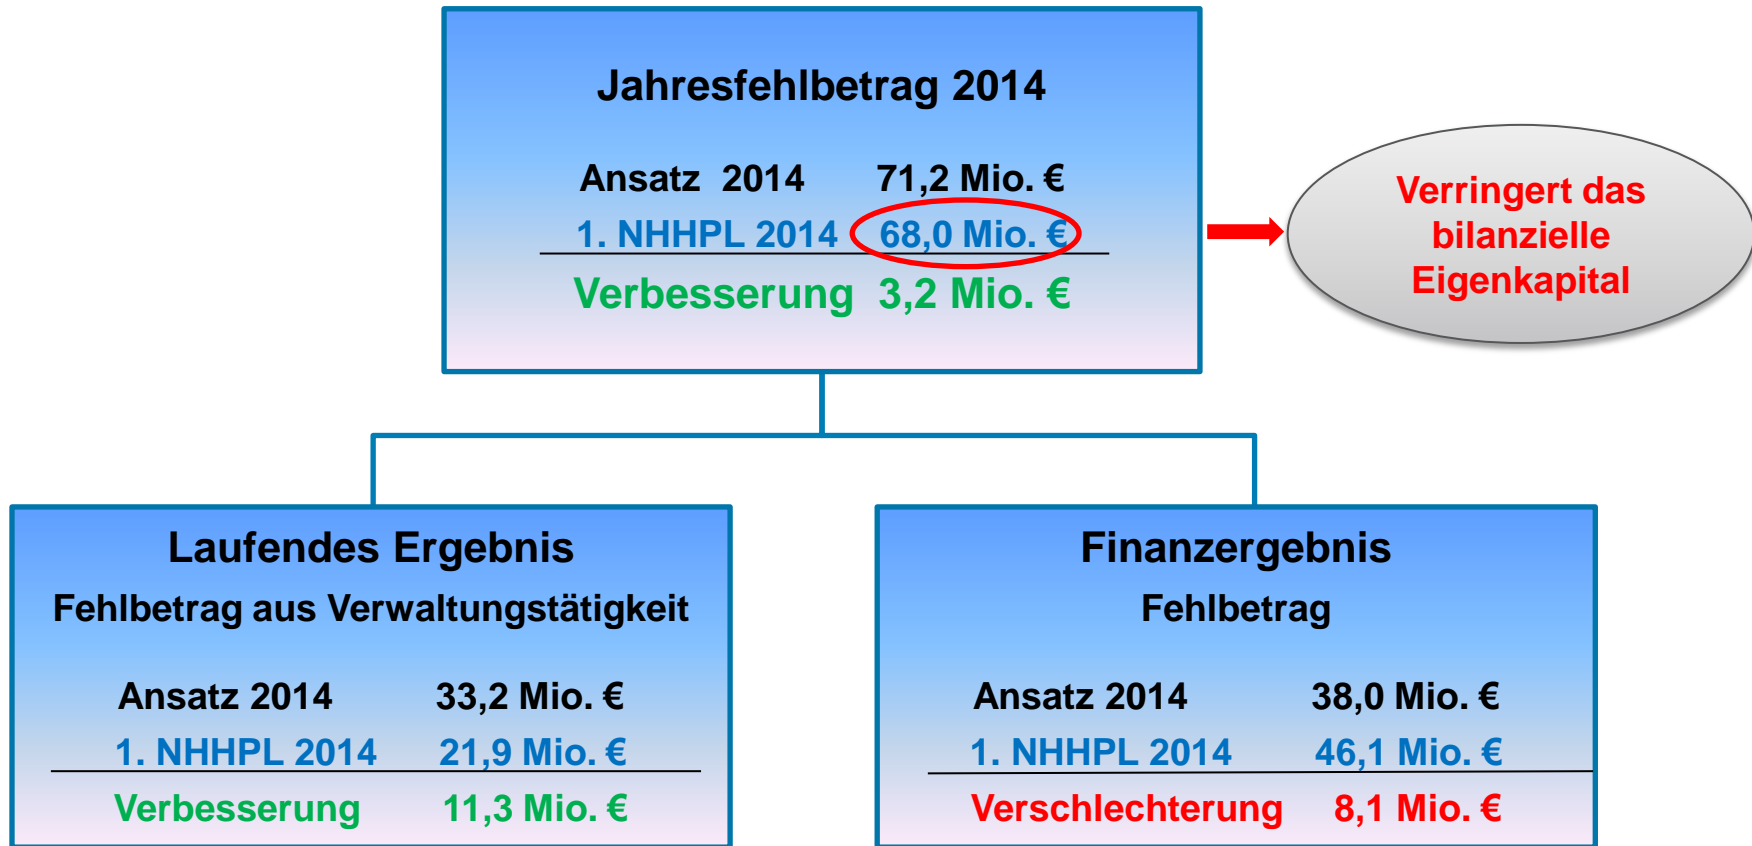 Jahresfehlbetrag 2014
Ansatz 2014 71,2 Mio. €
1. NHHPL 2014 68,0 Mio. €
Verbesserung 3,2 Mio. €
Verringert das
bilanzielle
Eigenkapital
Laufendes Ergebnis
Fehlbetrag aus Verwaltungstätigkeit
Ansatz 2014 33,2 Mio. €
1. NHHPL 2014 21,9 Mio. €
Verbesserung 11,3 Mio. €
Finanzergebnis
Fehlbetrag
Ansatz 2014 38,0 Mio. €
1. NHHPL 2014 46,1 Mio. €
Verschlechterung 8,1 Mio. €